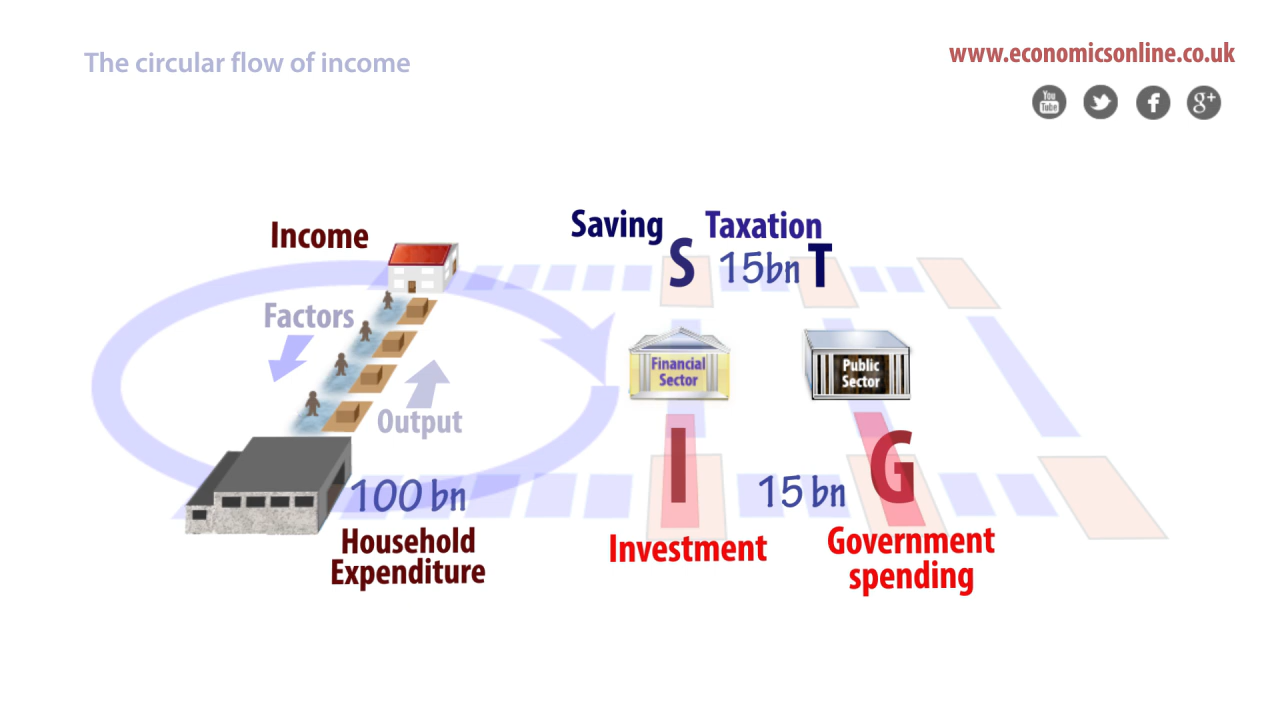 The circular flow of income
www.economicsonline.co.uk
You
Tube
f
g+
Saving
Taxation
Income
S
15bn
T
Factors
Financial
Sector
Public
Sector
Output
I
G
100 bn
15 bn
Household
Expenditure
Investment
Government
spending